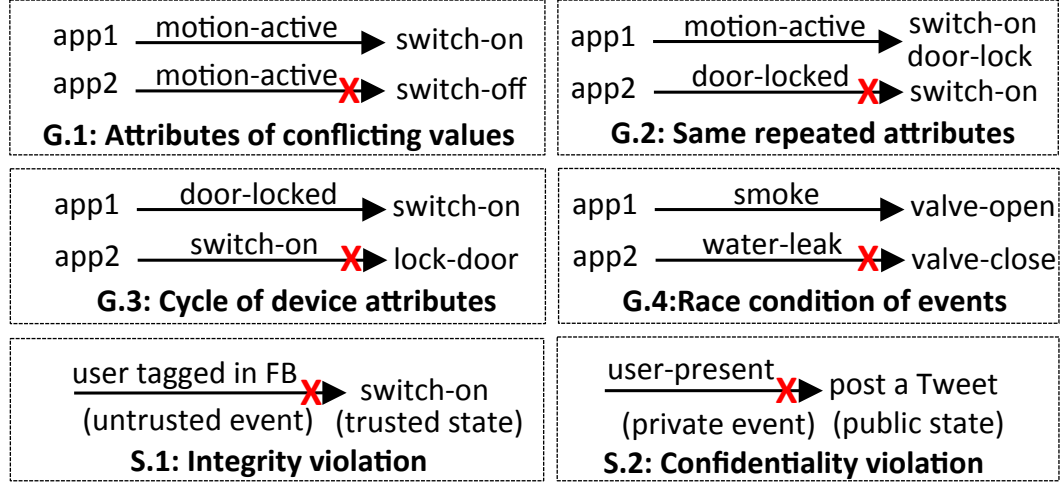 app1 motion-active switch-on
app2 motion-active X switch-off
G.1: Attributes of conflicting values
app1 motion-active switch-on
door-lock
app2 door-locked X switch-on
G.2: Same repeated attributes
app1 door-locked switch-on
app2 switch-on X lock-door
G.3: Cycle of device attributes
app1 smoke valve-open
app2 water-leak X valve-close
G.4:Race condition of events
user tagged in FB X switch-on
(untrusted event) (trusted state)
S.1: Integrity violation
user-present X post a Tweet
(private event) (public state)
S.2: Confidentiality violation